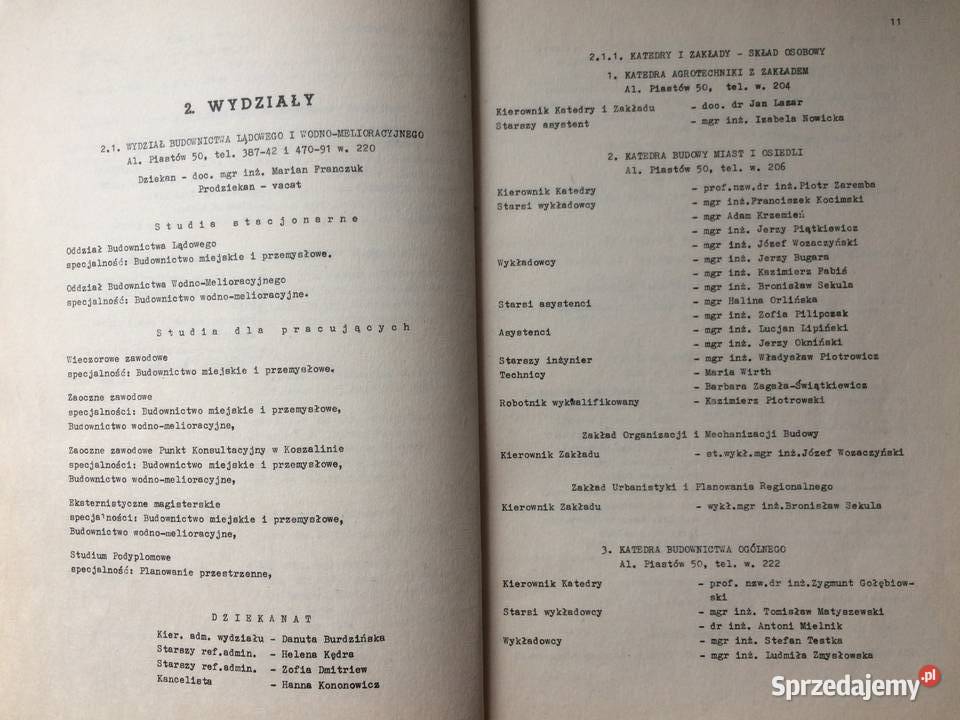 2. WYDZIAŁY
2.1. WYDZIAŁ BUDOWNICTWA LĄDOWEGO I WODNO-MELIORACYJNEGO
Al. Piastów 50, tel. 387-42 i 470-91 w. 220
Dziekan - doc. mgr inż. Marian Franczuk
Prodziekan - vacat
Studia stacjonarne
Oddział Budownictwa Lądowego
specjalność: Budownictwo miejskie i przemysłowe.
Oddział Budownictwa Wodno-Melioracyjnego
specjalność: Budownictwo wodno-melioracyjne.
Studia dla pracujących
Wieczorowe zawodowe
specjalność: Budownictwo miejskie i przemysłowe.
Zaoczne zawodowe
specjalności: Budownictwo miejskie i przemysłowe,
Budownictwo wodno-melioracyjne,
Zaoczne zawodowe Punkt Konsultacyjny w Koszalinie
specjalności: Budownictwo miejskie i przemysłowe,
Budownictwo wodno-melioracyjne,
Eksternistyczne magisterskie
specjalności: Budownictwo miejskie i przemysłowe,
Budownictwo wodno-melioracyjne,
Studium Podyplomowe
specjalność: Planowanie przestrzenne,
DZIEKANAT
Kier. adm. wydziału - Danuta Burdzińska
Starszy ref.admin. - Helena Kędra
Starszy ref.admin. - Zofia Dmitriew
Kancelista - Hanna Kononowicz
11
2.1.1. KATEDRY I ZAKŁADY - SKŁAD OSOBOWY
1. KATEDRA AGROTECHNIKI Z ZAKŁADEM
Al. Piastów 50, tel. w. 204
Kierownik Katedry i Zakładu - doc. dr Jan Lazar
Starszy asystent - mgr inż. Izabela Nowicka
2. KATEDRA BUDOWY MIAST I OSIEDLI
Al. Piastów 50, tel. w. 206
Kierownik Katedry - prof.nzw.dr inż.Piotr Zaremba
Starsi wykładowcy - mgr inż.Franciszek Kocimski
- mgr Adam Krzemień
- mgr inż. Jerzy Piątkiewicz
- mgr inż. Józef Wozaczyński
Wykładowcy - mgr inż. Jerzy Bugara
- mgr inż. Kazimierz Fabiś
- mgr inż. Bronisław Sekula
Starsi asystenci - mgr Halina Orlińska
- mgr inż. Zofia Pilipczak
Asystenci - mgr inż. Lucjan Lipiński
- mgr inż. Jerzy Okniński
Starszy inżynier - mgr inż. Władysław Piotrowicz
Technicy - Maria Wirth
- Barbara Zagała-Świątkiewicz
Robotnik wykwalifikowany - Kazimierz Piotrowski
Zakład Organizacji i Mechanizacji Budowy
Kierownik Zakładu - st.wykł.mgr inż.Józef Wozaczyński
Zakład Urbanistyki i Planowania Regionalnego
Kierownik Zakładu - wykł.mgr inż.Bronisław Sekula
3. KATEDRA BUDOWNICTWA OGÓLNEGO
Al. Piastów 50, tel. w. 222
Kierownik Katedry - prof. nzw.dr inż.Zygmunt Gołębiow-
ski
Starsi wykładowcy - mgr inż. Tomisław Matyszewski
- dr inż. Antoni Mielnik
Wykładowcy - mgr inż. Stefan Testka
- mgr inż. Ludmiła Zmysłowska
Sprzedajemy.pl